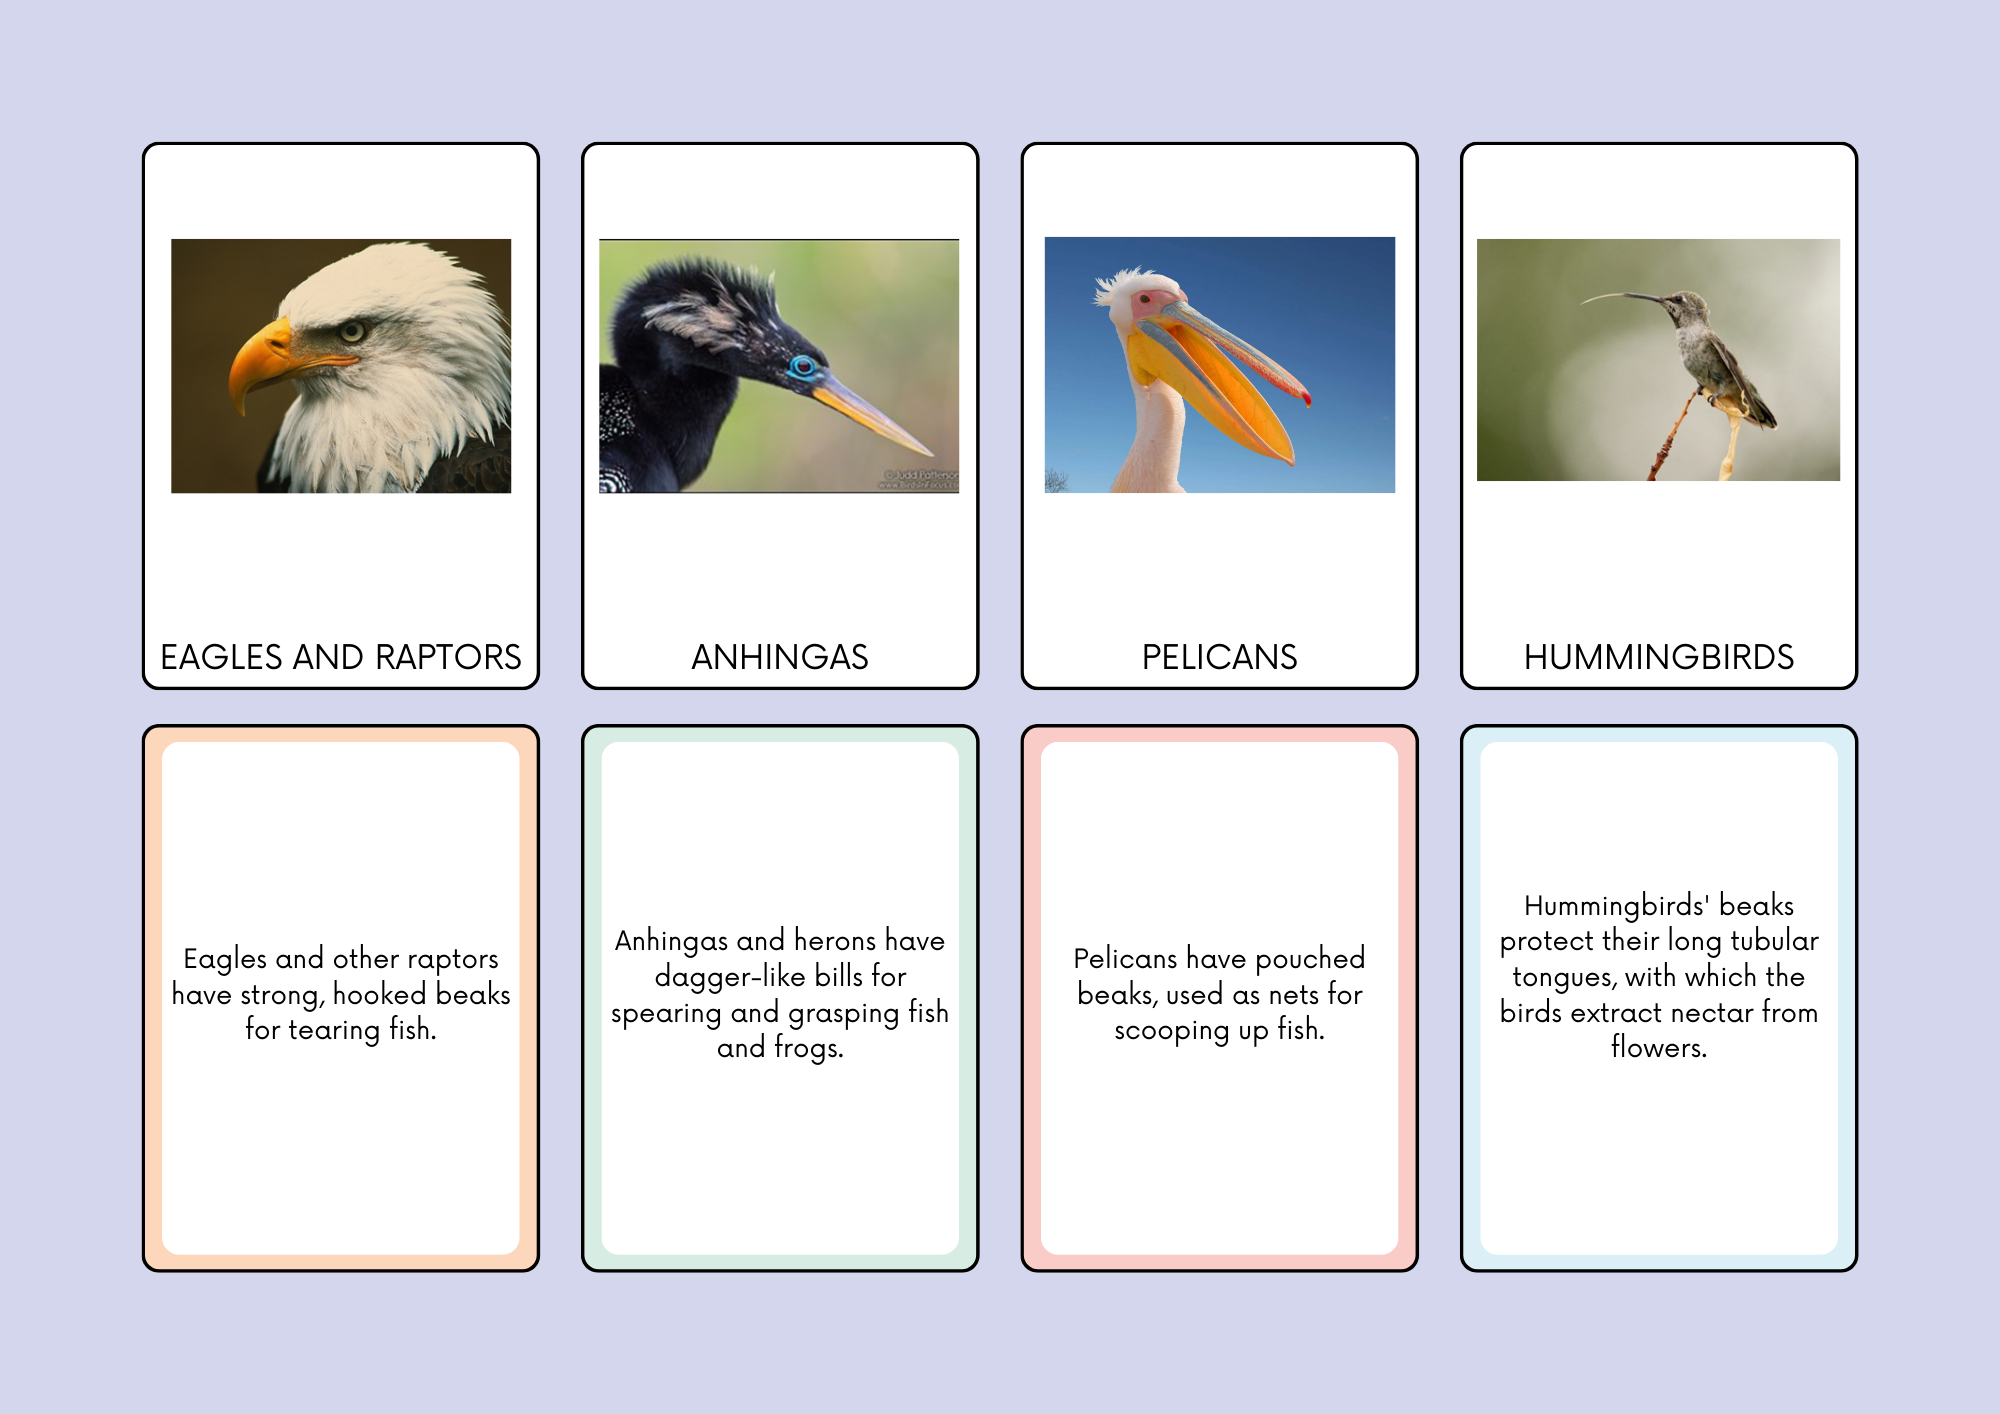 ©Judd Patterson
www.BirdsInFocus.co
EAGLES AND RAPTORS
ANHINGAS
PELICANS
HUMMINGBIRDS
Eagles and other raptors
have strong, hooked beaks
for tearing fish.
Anhingas and herons have
dagger-like bills for
spearing and grasping fish
and frogs.
Pelicans have pouched
beaks, used as nets for
scooping up fish.
Hummingbirds' beaks
protect their long tubular
tongues, with which the
birds extract nectar from
flowers.